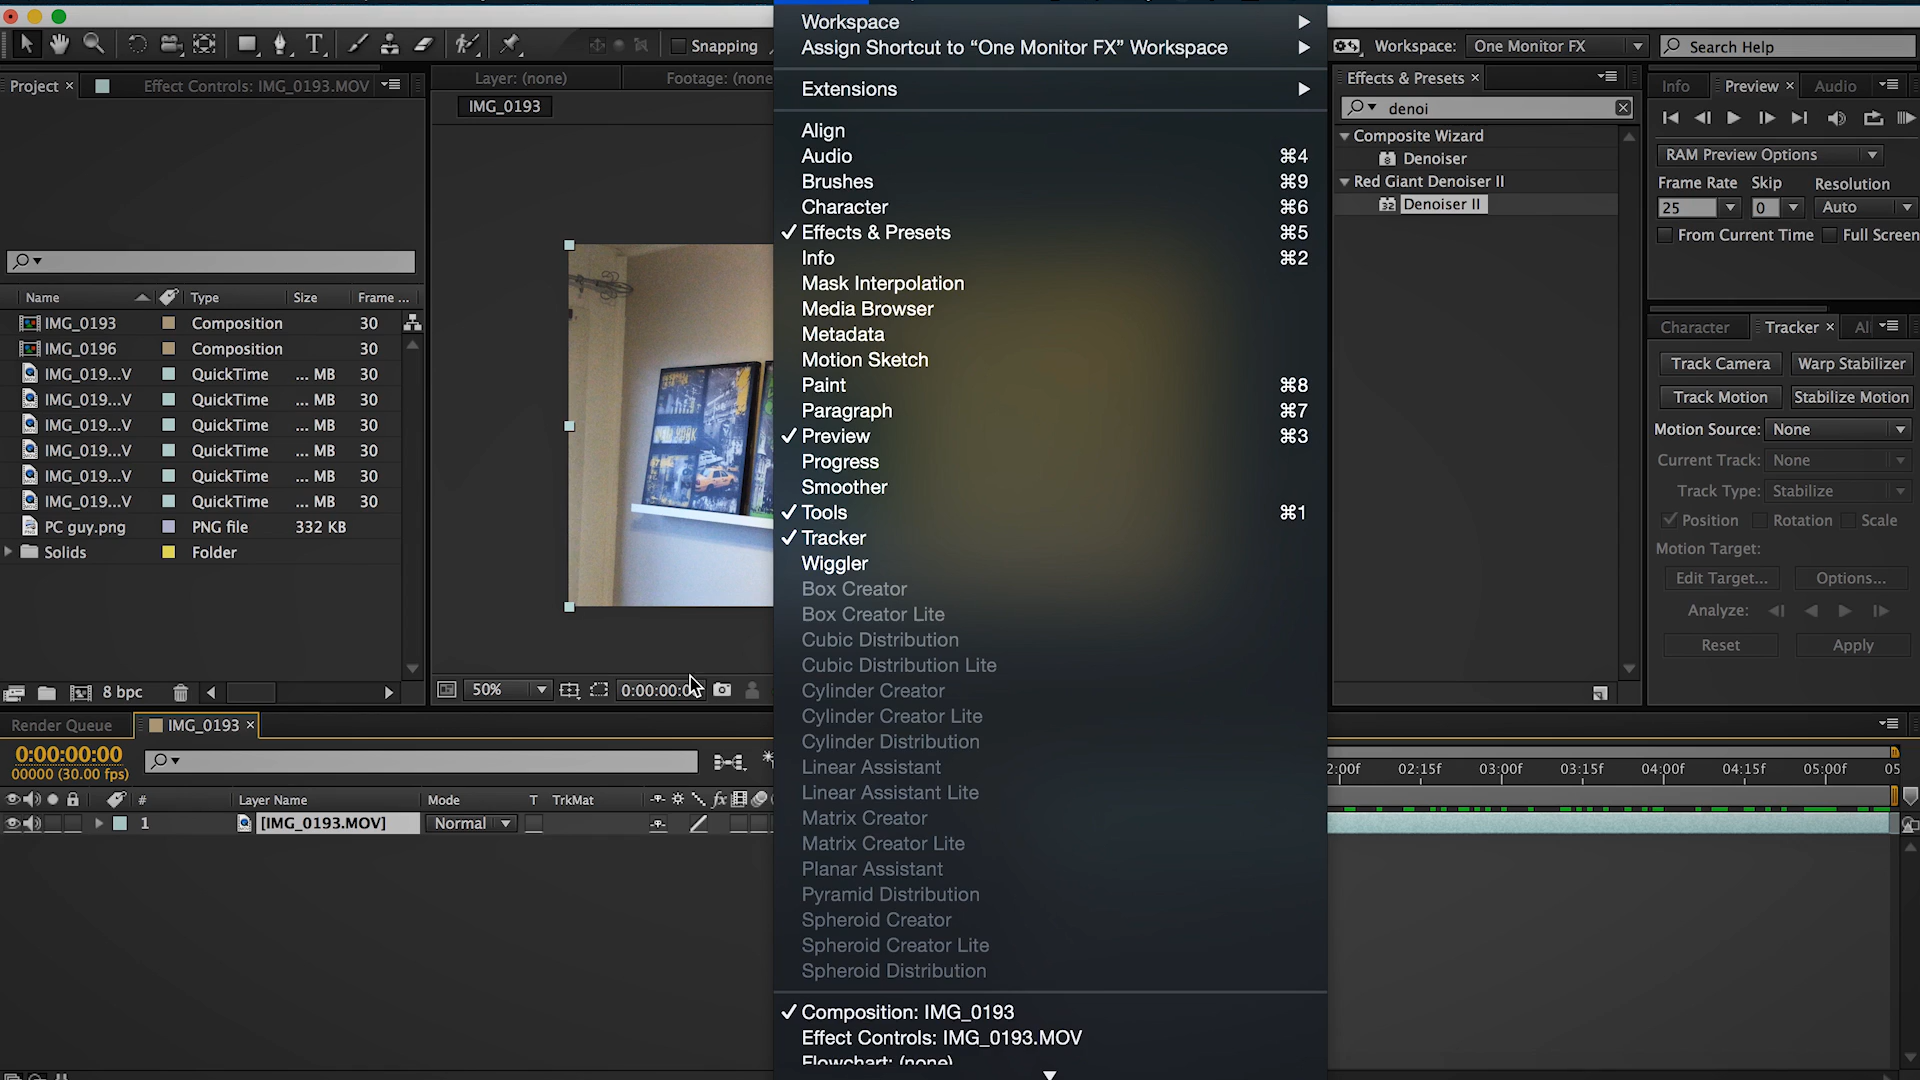 Workspace
Assign Shortcut to “One Monitor FX” Workspace
Extensions
Align
Audio ⌘4
Brushes ⌘9
Character ⌘6
✓ Effects & Presets ⌘5
Info ⌘2
Mask Interpolation
Media Browser
Metadata
Motion Sketch
Paint ⌘8
Paragraph ⌘7
✓ Preview ⌘3
Progress
Smoother
✓ Tools ⌘1
✓ Tracker
Wiggler
Box Creator
Box Creator Lite
Cubic Distribution
Cubic Distribution Lite
Cylinder Creator
Cylinder Creator Lite
Cylinder Distribution
Linear Assistant
Linear Assistant Lite
Matrix Creator
Matrix Creator Lite
Planar Assistant
Pyramid Distribution
Spheroid Creator
Spheroid Creator Lite
Spheroid Distribution
✓ Composition: IMG_0193
Effect Controls: IMG_0193.MOV
Flowchart: (none)
Snapping
Project × Effect Controls: IMG_0193.MOV
Layer: (none) Footage: (none
IMG_0193
Name Type Size Frame ...
IMG_0193 Composition 30
IMG_0196 Composition 30
IMG_019...V QuickTime ... MB 30
IMG_019...V QuickTime ... MB 30
IMG_019...V QuickTime ... MB 30
IMG_019...V QuickTime ... MB 30
IMG_019...V QuickTime ... MB 30
IMG_019...V QuickTime ... MB 30
PC guy.png PNG file 332 KB
Solids Folder
8 bpc
50% 0:00:00:0
Workspace: One Monitor FX Search Help
Effects & Presets ×
denoi
Composite Wizard
Denoiser
Red Giant Denoiser II
Denoiser II
Info Preview × Audio
RAM Preview Options
Frame Rate Skip Resolution
25 0 Auto
From Current Time Full Screen
Character Tracker × Al
Track Camera Warp Stabilizer
Track Motion Stabilize Motion
Motion Source: None
Current Track: None
Track Type: Stabilize
Position Rotation Scale
Motion Target:
Edit Target... Options...
Analyze:
Reset Apply
Render Queue IMG_0193 ×
0:00:00:00
00000 (30.00 fps)
# Layer Name Mode T TrkMat fx
1 [IMG_0193.MOV] Normal
2:00f 02:15f 03:00f 03:15f 04:00f 04:15f 05:00f 05